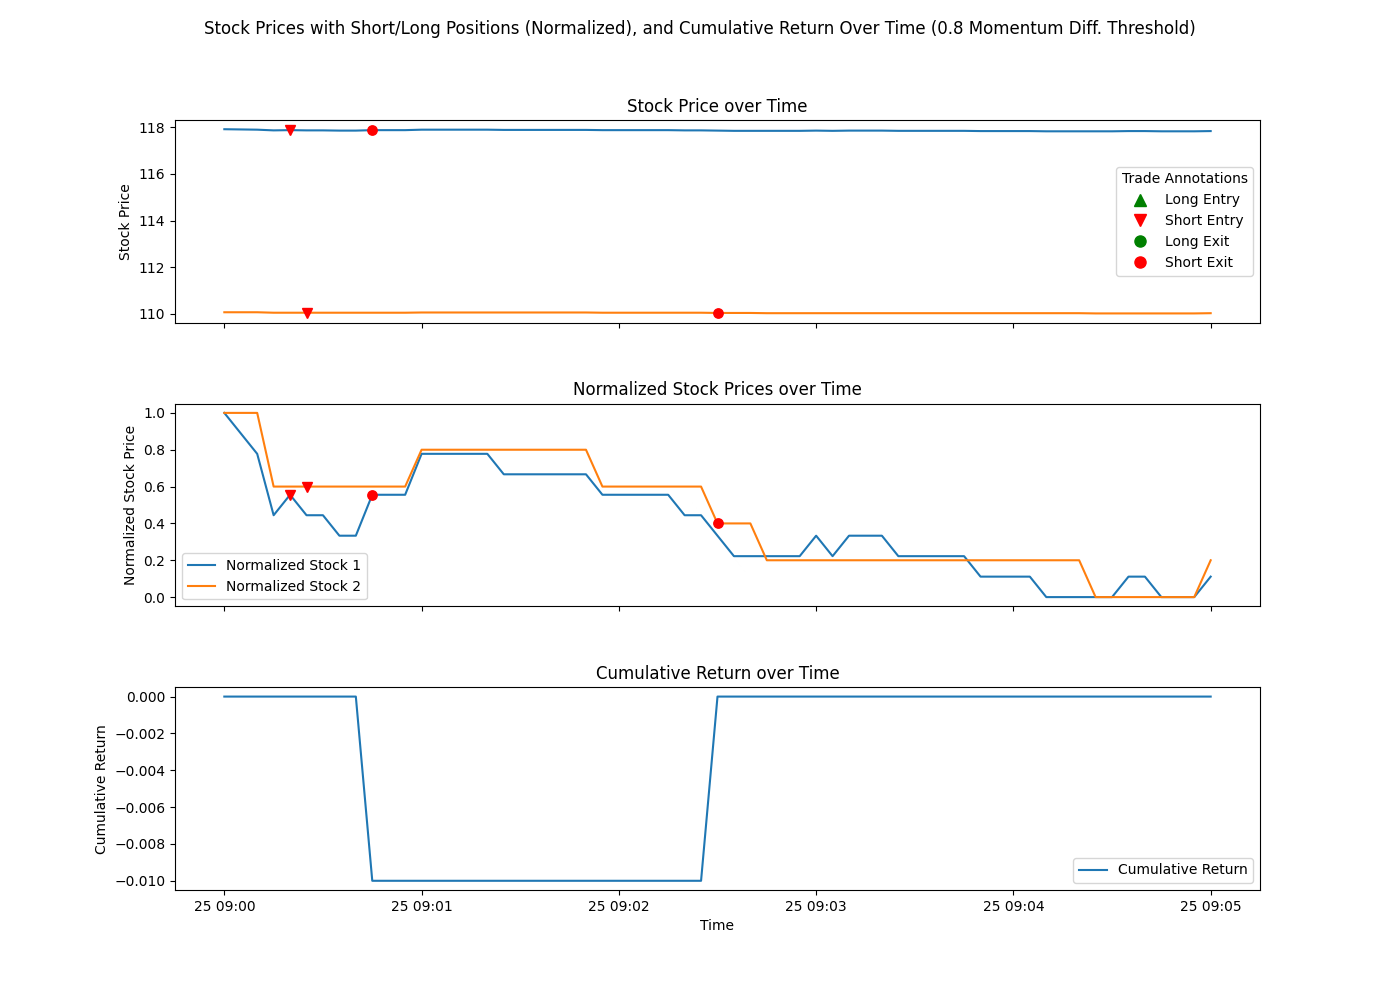 Stock Prices with Short/Long Positions (Normalized), and Cumulative Return Over Time (0.8 Momentum Diff. Threshold)
Stock Price over Time
Stock Price
118
116
114
112
110
Trade Annotations
Long Entry
Short Entry
Long Exit
Short Exit
Normalized Stock Prices over Time
Normalized Stock Price
1.0
0.8
0.6
0.4
0.2
0.0
Normalized Stock 1
Normalized Stock 2
Cumulative Return over Time
Cumulative Return
0.000
−0.002
−0.004
−0.006
−0.008
−0.010
Cumulative Return
25 09:00
25 09:01
25 09:02
25 09:03
25 09:04
25 09:05
Time